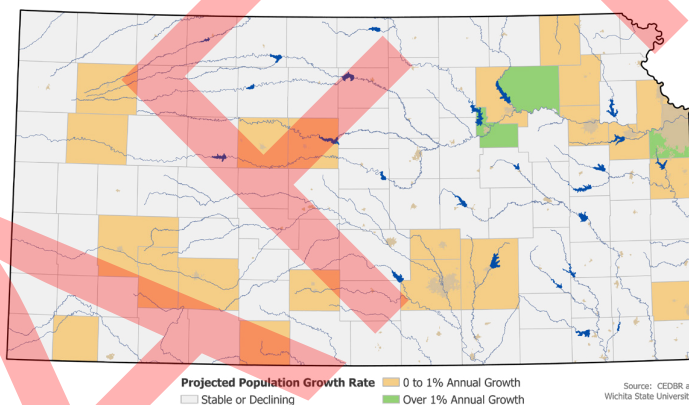 Projected Population Growth Rate
0 to 1% Annual Growth
Stable or Declining
Over 1% Annual Growth
Source: CEDBR a
Wichita State Universit